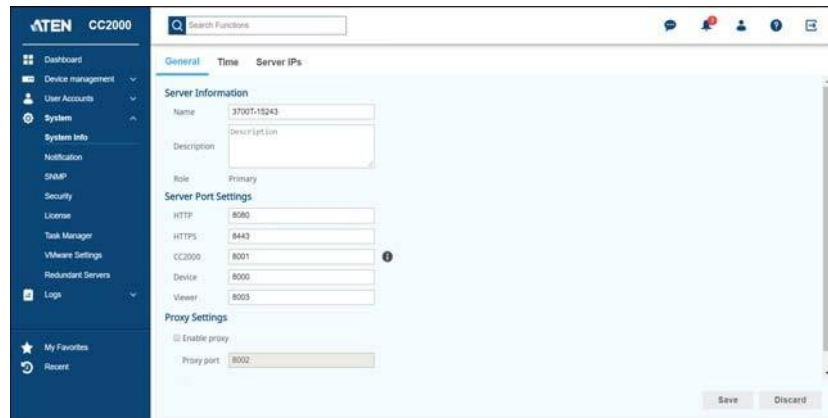 ATEN CC2000
Search Functions
Dashboard
Device management
User Accounts
System
System Info
Notification
SNMP
Security
License
Task Manager
VMware Settings
Redundant Servers
Logs
My Favorites
Recent
General Time Server IPs
Server Information
Name 3700T-15243
Description Description
Role Primary
Server Port Settings
HTTP 8080
HTTPS 8443
CC2000 8001
Device 8000
Viewer 8003
Proxy Settings
Enable proxy
Proxy port 8002
Save Discard